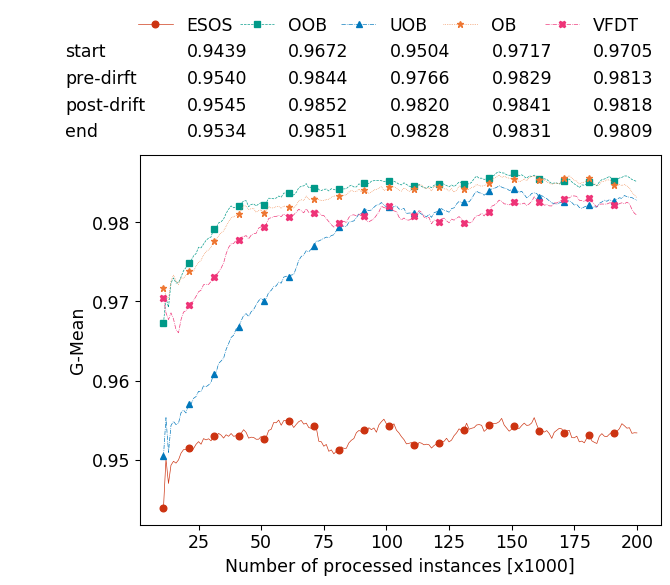 ESOS OOB UOB OB VFDT
start 0.9439 0.9672 0.9504 0.9717 0.9705
pre-dirft 0.9540 0.9844 0.9766 0.9829 0.9813
post-drift 0.9545 0.9852 0.9820 0.9841 0.9818
end 0.9534 0.9851 0.9828 0.9831 0.9809
G-Mean
0.98
0.97
0.96
0.95
25 50 75 100 125 150 175 200
Number of processed instances [x1000]